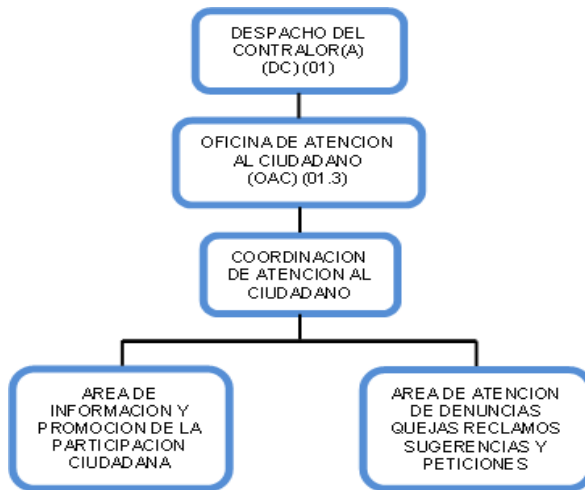 DESPACHO DEL
CONTRALOR(A)
(DC) (01)
OFICINA DE ATENCION
AL CIUDADANO
(OAC) (01.3)
COORDINACION
DE ATENCION AL
CIUDADANO
AREA DE
INFORMACION Y
PROMOCION DE LA
PARTICIPACION
CIUDADANA
AREA DE ATENCION
DE DENUNCIAS
QUEJAS RECLAMOS
SUGERENCIAS Y
PETICIONES